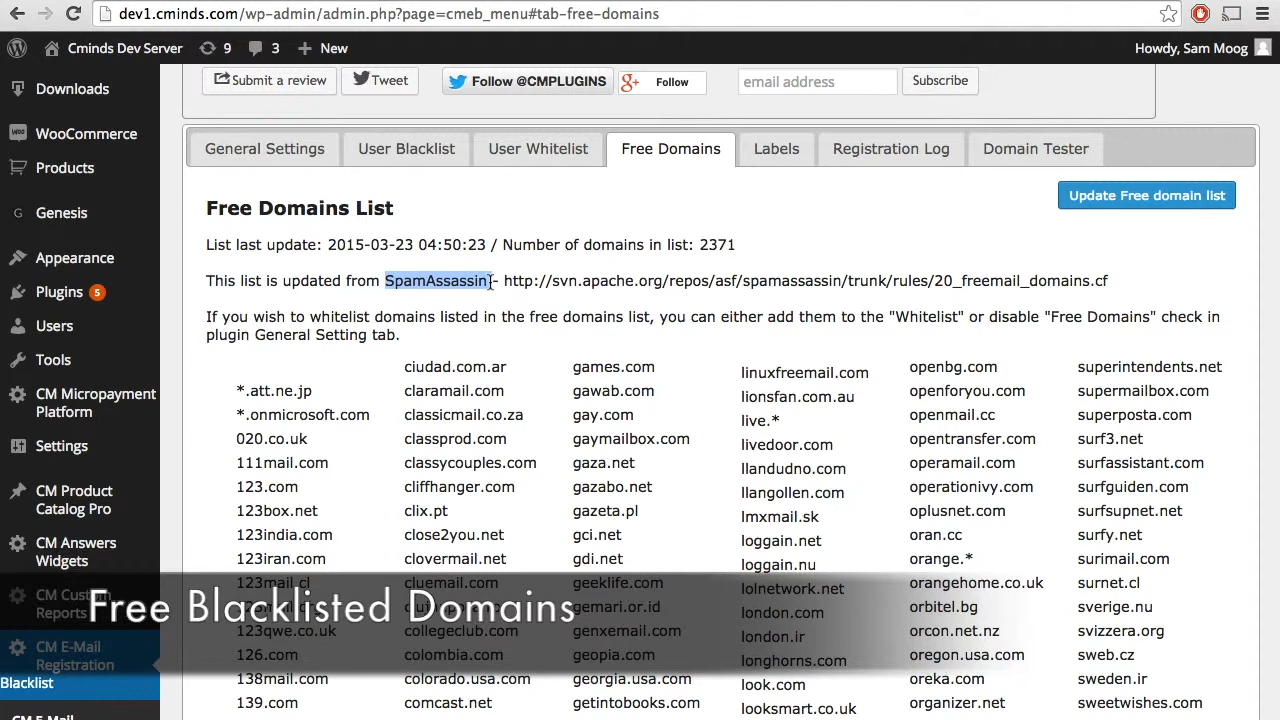 dev1.cminds.com/wp-admin/admin.php?page=cmeb_menu#tab-free-domains
Cminds Dev Server 9 3 + New Howdy, Sam Moog
Submit a review Tweet Follow @CMPLUGINS g+ Follow email address Subscribe
Downloads
WooCommerce
Products
Genesis
Appearance
Plugins 5
Users
Tools
CM Micropayment
Platform
Settings
CM Product
Catalog Pro
CM Answers
Widgets
CM Custom
Reports
CM E-Mail
Registration
Blacklist
CM E-Mail
General Settings User Blacklist User Whitelist Free Domains Labels Registration Log Domain Tester
Update Free domain list
Free Domains List
List last update: 2015-03-23 04:50:23 / Number of domains in list: 2371
This list is updated from SpamAssassin - http://svn.apache.org/repos/asf/spamassassin/trunk/rules/20_freemail_domains.cf
If you wish to whitelist domains listed in the free domains list, you can either add them to the "Whitelist" or disable "Free Domains" check in
plugin General Setting tab.
*.att.ne.jp
*.onmicrosoft.com
020.co.uk
111mail.com
123.com
123box.net
123india.com
123iran.com
123mail.cl
123qwe.co.uk
126.com
138mail.com
139.com
ciudad.com.ar
claramail.com
classicmail.co.za
classprod.com
classycouples.com
cliffhanger.com
clix.pt
close2you.net
clovermail.net
cluemail.com
collegeclub.com
colombia.com
colorado.usa.com
comcast.net
games.com
gawab.com
gay.com
gaymailbox.com
gaza.net
gazabo.net
gazeta.pl
gci.net
gdi.net
geeklife.com
gemari.or.id
genxemail.com
geopia.com
georgia.usa.com
getintobooks.com
linuxfreemail.com
lionsfan.com.au
live.*
livedoor.com
llandudno.com
llangollen.com
lmxmail.sk
loggain.net
loggain.nu
lolnetwork.net
london.com
london.ir
longhorns.com
look.com
looksmart.co.uk
openbg.com
openforyou.com
openmail.cc
opentransfer.com
operamail.com
operationivy.com
oplusnet.com
oran.cc
orange.*
orangehome.co.uk
orbitel.bg
orcon.net.nz
oregon.usa.com
oreka.com
organizer.net
superintendents.net
supermailbox.com
superposta.com
surf3.net
surfassistant.com
surfguiden.com
surfsupnet.net
surfy.net
surimail.com
surnet.cl
sverige.nu
svizzera.org
sweb.cz
sweden.ir
switchboardmail.com
Free Blacklisted Domains